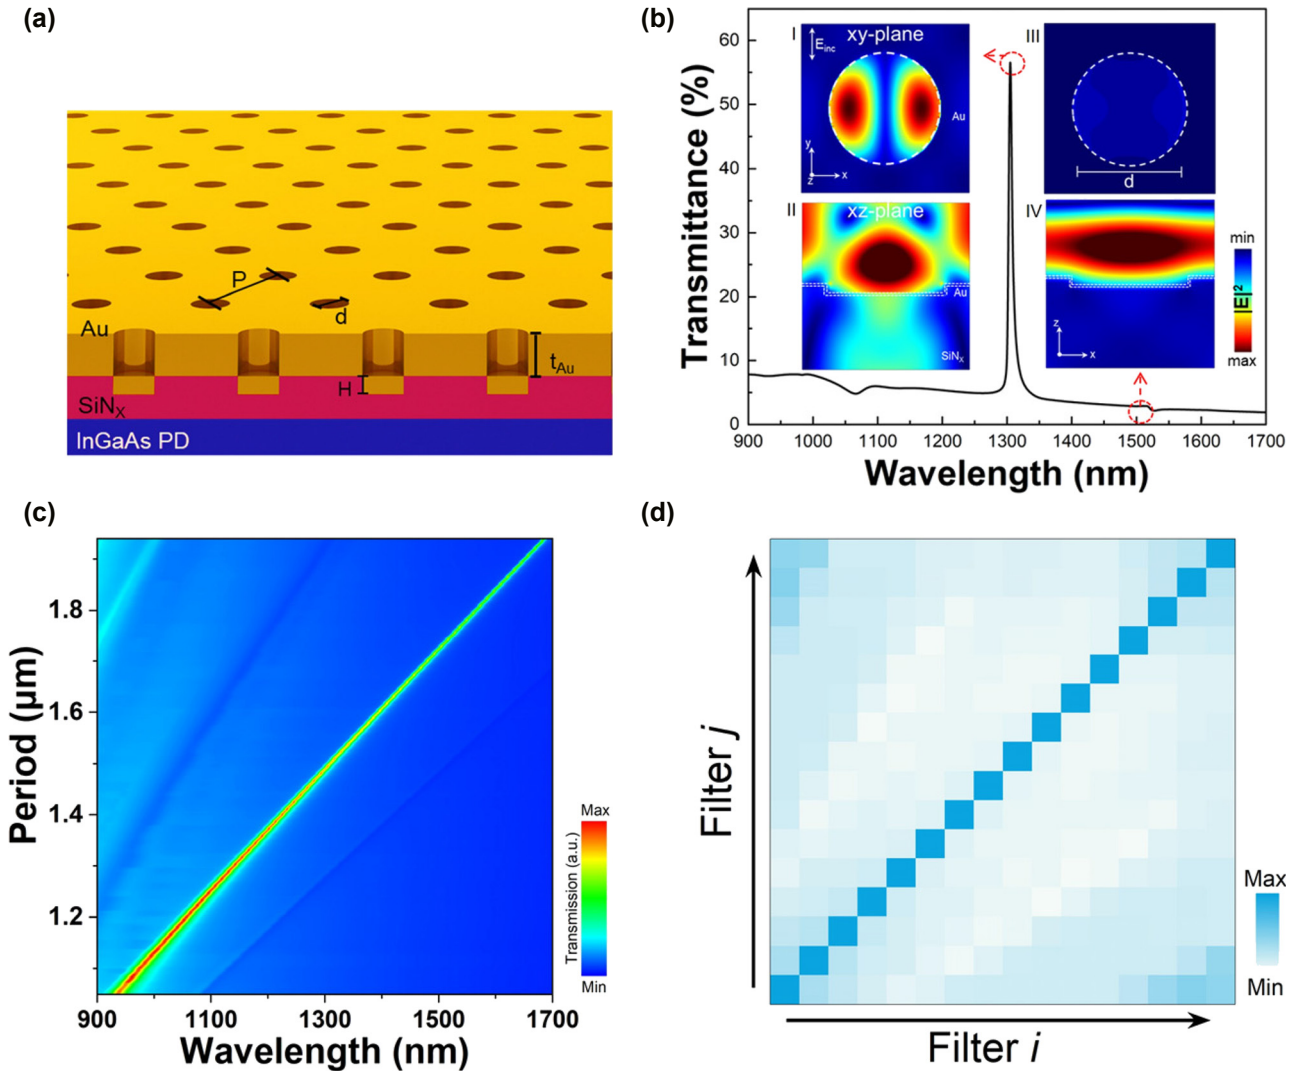 (a)
P
d
Au
t_Au
H
SiN_X
InGaAs PD
(b)
Transmittance (%)
60
50
40
30
20
10
0
I
E_inc
xy-plane
Au
y
z
x
II
xz-plane
Au
SiN_X
III
d
IV
z
x
min
|E|²
max
900 1000 1100 1200 1300 1400 1500 1600 1700
Wavelength (nm)
(c)
Period (µm)
1.8
1.6
1.4
1.2
900 1100 1300 1500 1700
Wavelength (nm)
Transmission (a.u.)
Max
Min
(d)
Filter j
Filter i
Max
Min